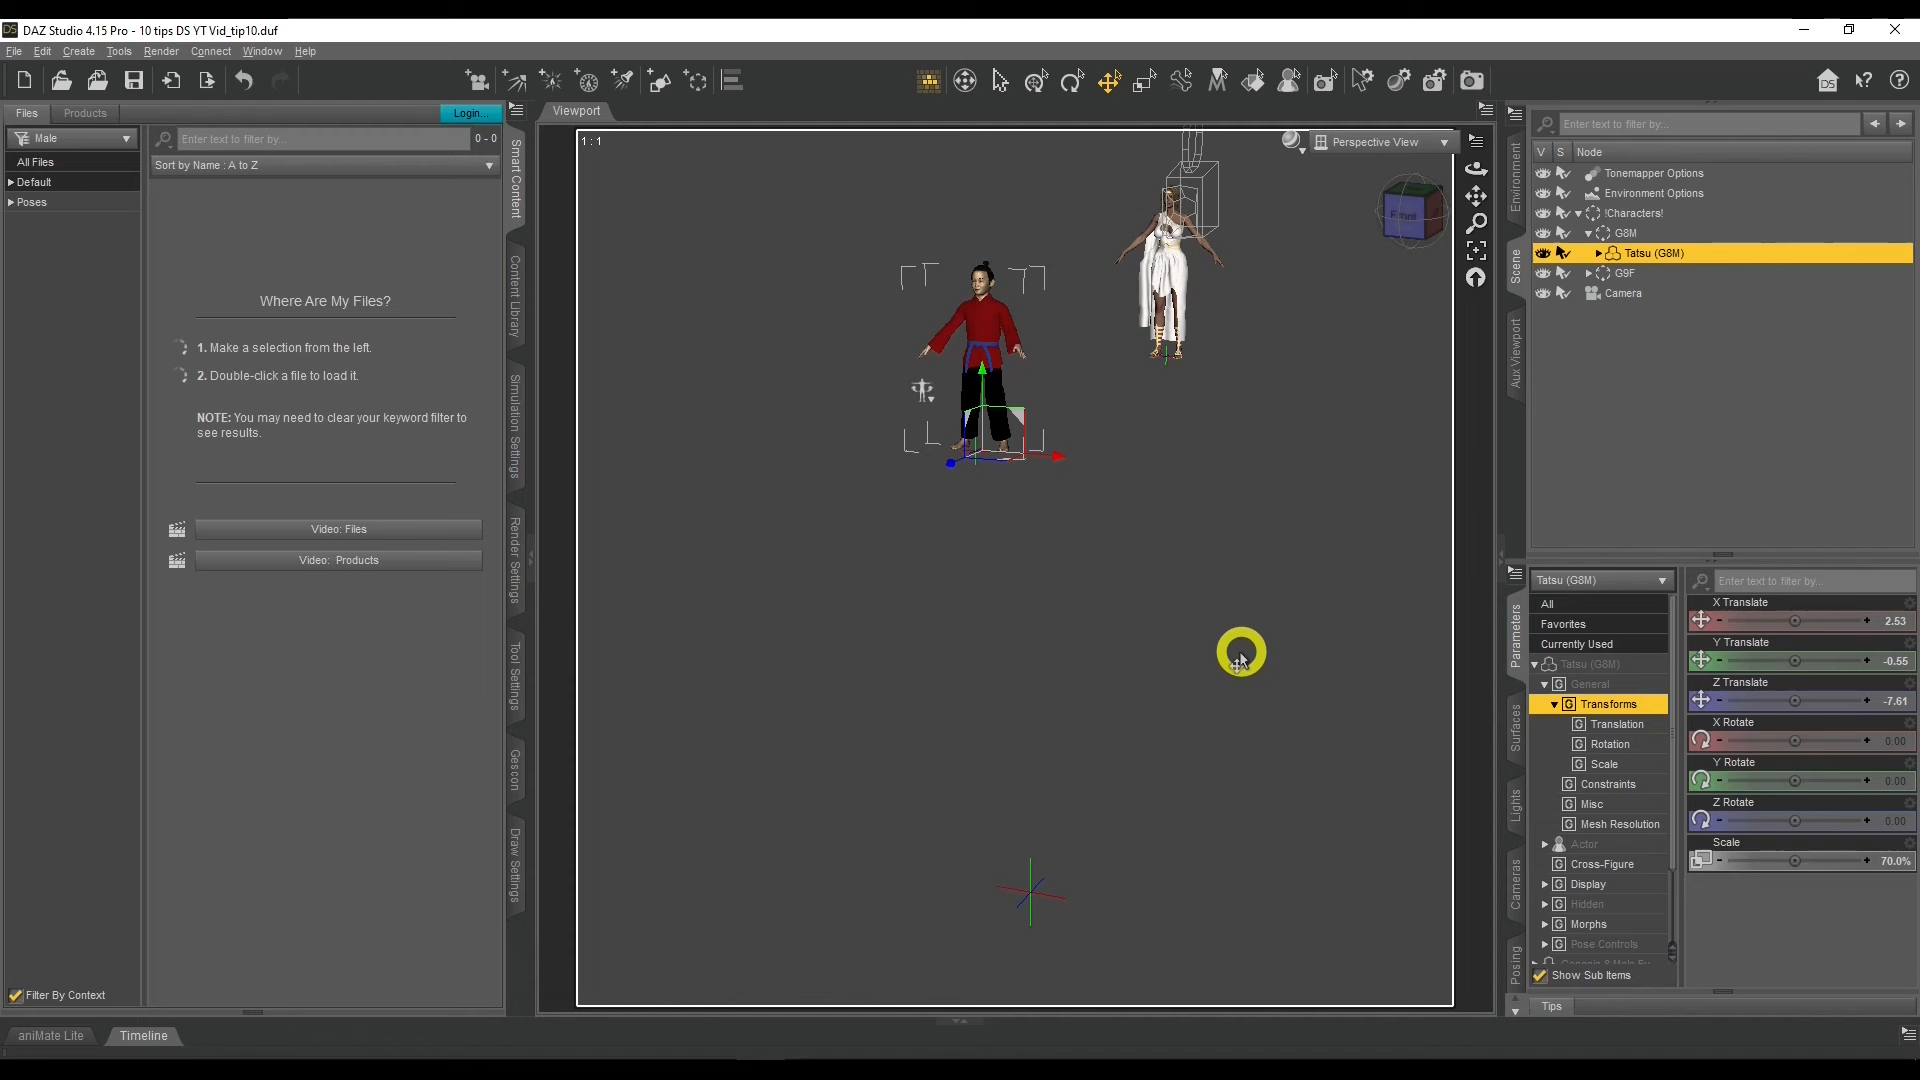 DAZ Studio 4.15 Pro - 10 tips DS YT Vid_tip10.duf
File Edit Create Tools Render Connect Window Help
Files Products Login...
Male
Enter text to filter by...
0 - 0
All Files
Sort by Name : A to Z
Default
Poses
Where Are My Files?
1. Make a selection from the left.
2. Double-click a file to load it.
NOTE: You may need to clear your keyword filter to
see results.
Video: Files
Video: Products
Filter By Context
Smart Content
Content Library
Simulation Settings
Render Settings
Tool Settings
Gescon
Draw Settings
Viewport
1 : 1
Perspective View
Front
Environment
Scene
Aux Viewport
Enter text to filter by...
V S Node
Tonemapper Options
Environment Options
!Characters!
G8M
Tatsu (G8M)
G9F
Camera
Parameters
Surfaces
Lights
Cameras
Posing
Tatsu (G8M)
Enter text to filter by...
All
Favorites
Currently Used
Tatsu (G8M)
General
Transforms
Translation
Rotation
Scale
Constraints
Misc
Mesh Resolution
Actor
Cross-Figure
Display
Hidden
Morphs
Pose Controls
Show Sub Items
X Translate
2.53
Y Translate
-0.55
Z Translate
-7.61
X Rotate
0.00
Y Rotate
0.00
Z Rotate
0.00
Scale
70.0%
Tips
aniMate Lite Timeline